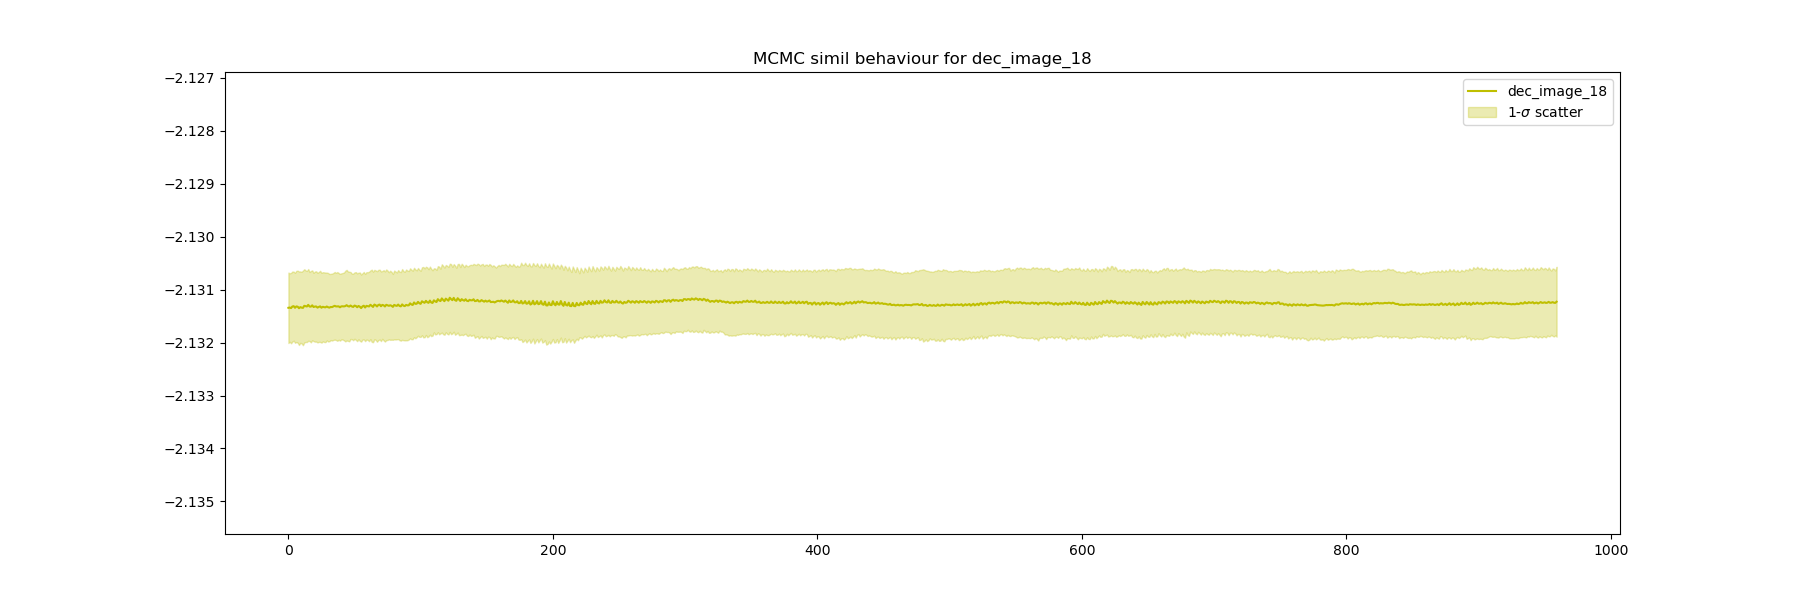 MCMC simil behaviour for dec_image_18
dec_image_18
1-σ scatter
−2.127
−2.128
−2.129
−2.130
−2.131
−2.132
−2.133
−2.134
−2.135
0 200 400 600 800 1000